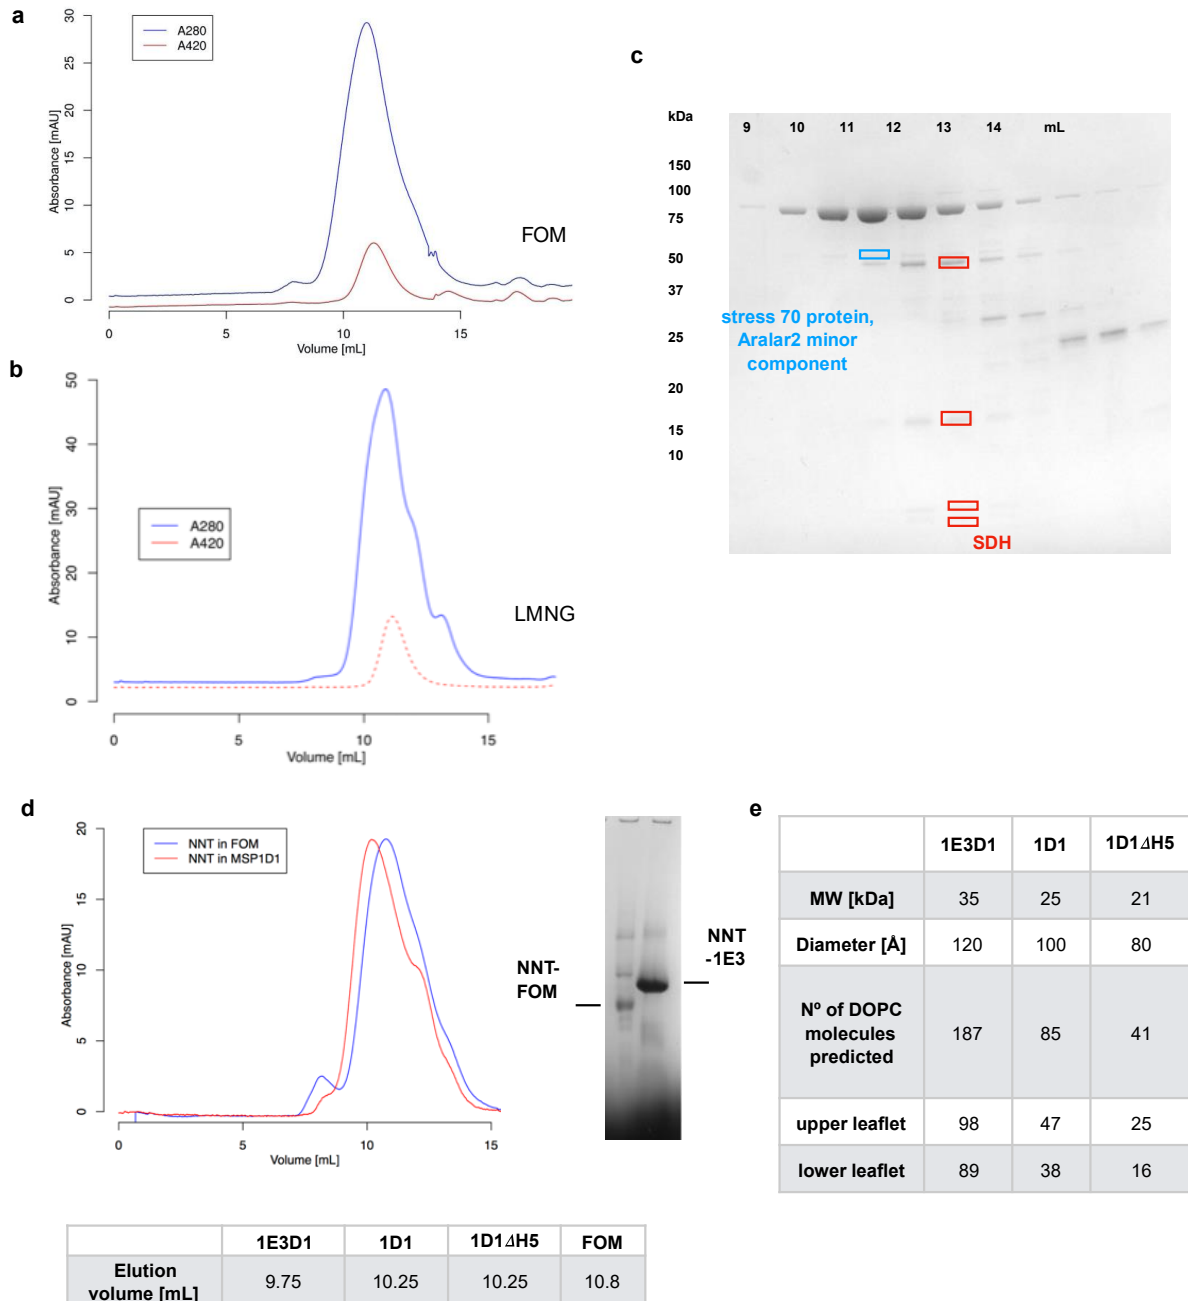 a
30
25
20
15
10
5
0
Absorbance [mAU]
A280
A420
FOM
0 5 10 15
Volume [mL]
b
50
40
30
20
10
0
Absorbance [mAU]
A280
A420
LMNG
0 5 10 15
Volume [mL]
c
kDa
9 10 11 12 13 14 mL
150
100
75
50
37
25
20
15
10
stress 70 protein,
Aralar2 minor
component
SDH
d
20
15
10
5
0
Absorbance [mAU]
NNT in FOM
NNT in MSP1D1
0 5 10 15
Volume [mL]
NNT-
FOM
NNT
-1E3
1E3D1 1D1 1D1ΔH5 FOM
Elution
volume [mL] 9.75 10.25 10.25 10.8
e
1E3D1 1D1 1D1ΔH5
MW [kDa] 35 25 21
Diameter [Å] 120 100 80
Nº of DOPC
molecules
predicted 187 85 41
upper leaflet 98 47 25
lower leaflet 89 38 16